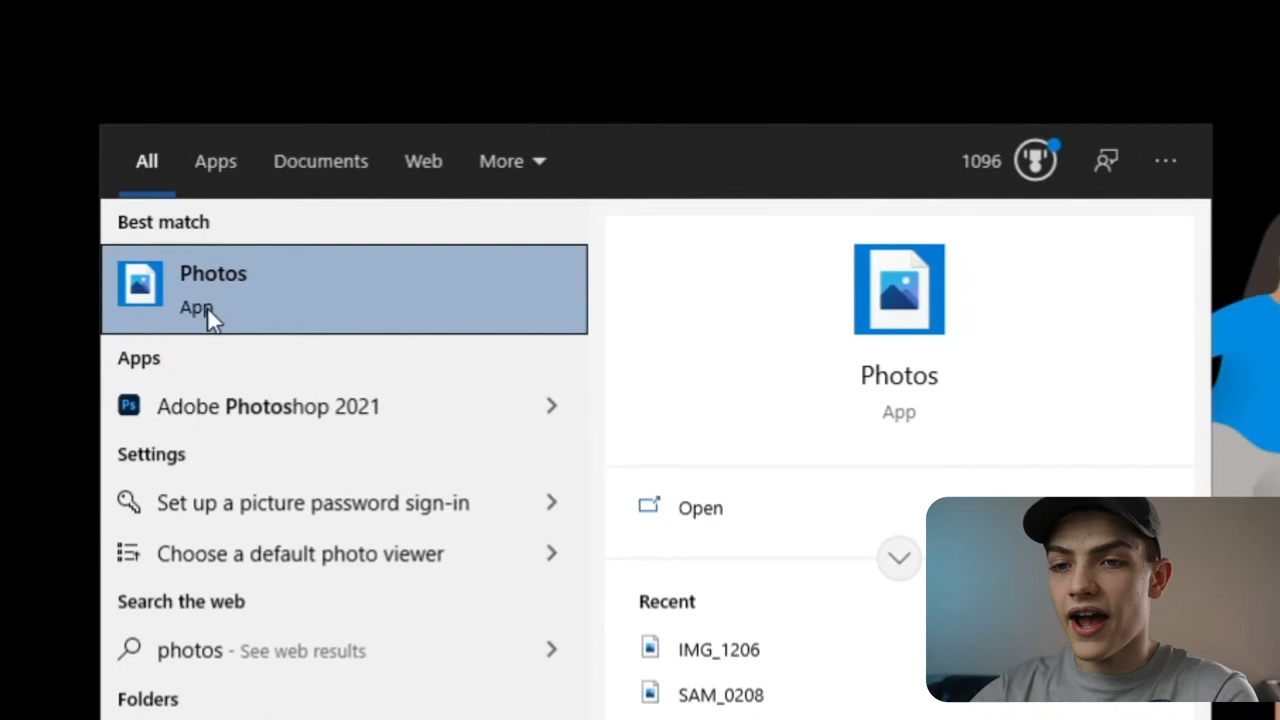 All Apps Documents Web More 1096 ...
Best match
Photos
App
Apps
Ps Adobe Photoshop 2021
Settings
Set up a picture password sign-in
Choose a default photo viewer
Search the web
photos - See web results
Folders
Photos
App
Open
Recent
IMG_1206
SAM_0208